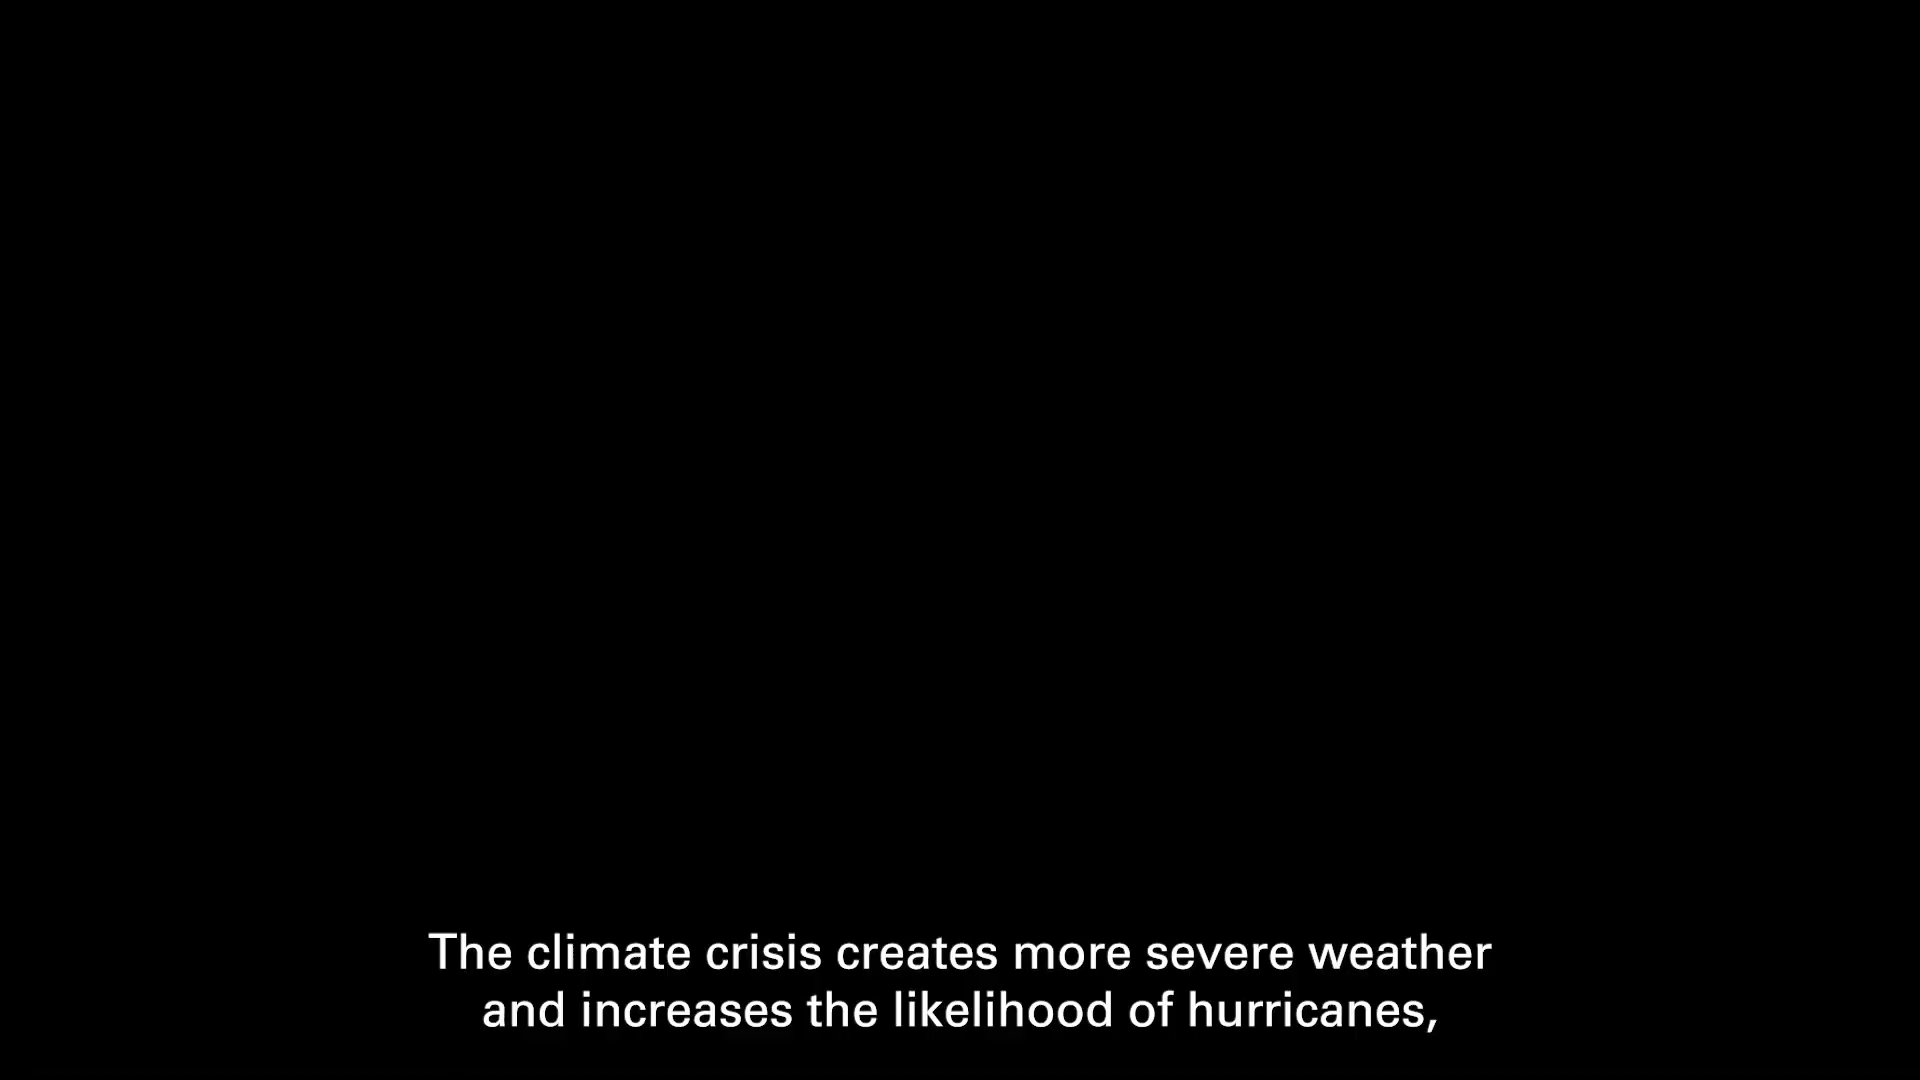 The climate crisis creates more severe weather
and increases the likelihood of hurricanes,